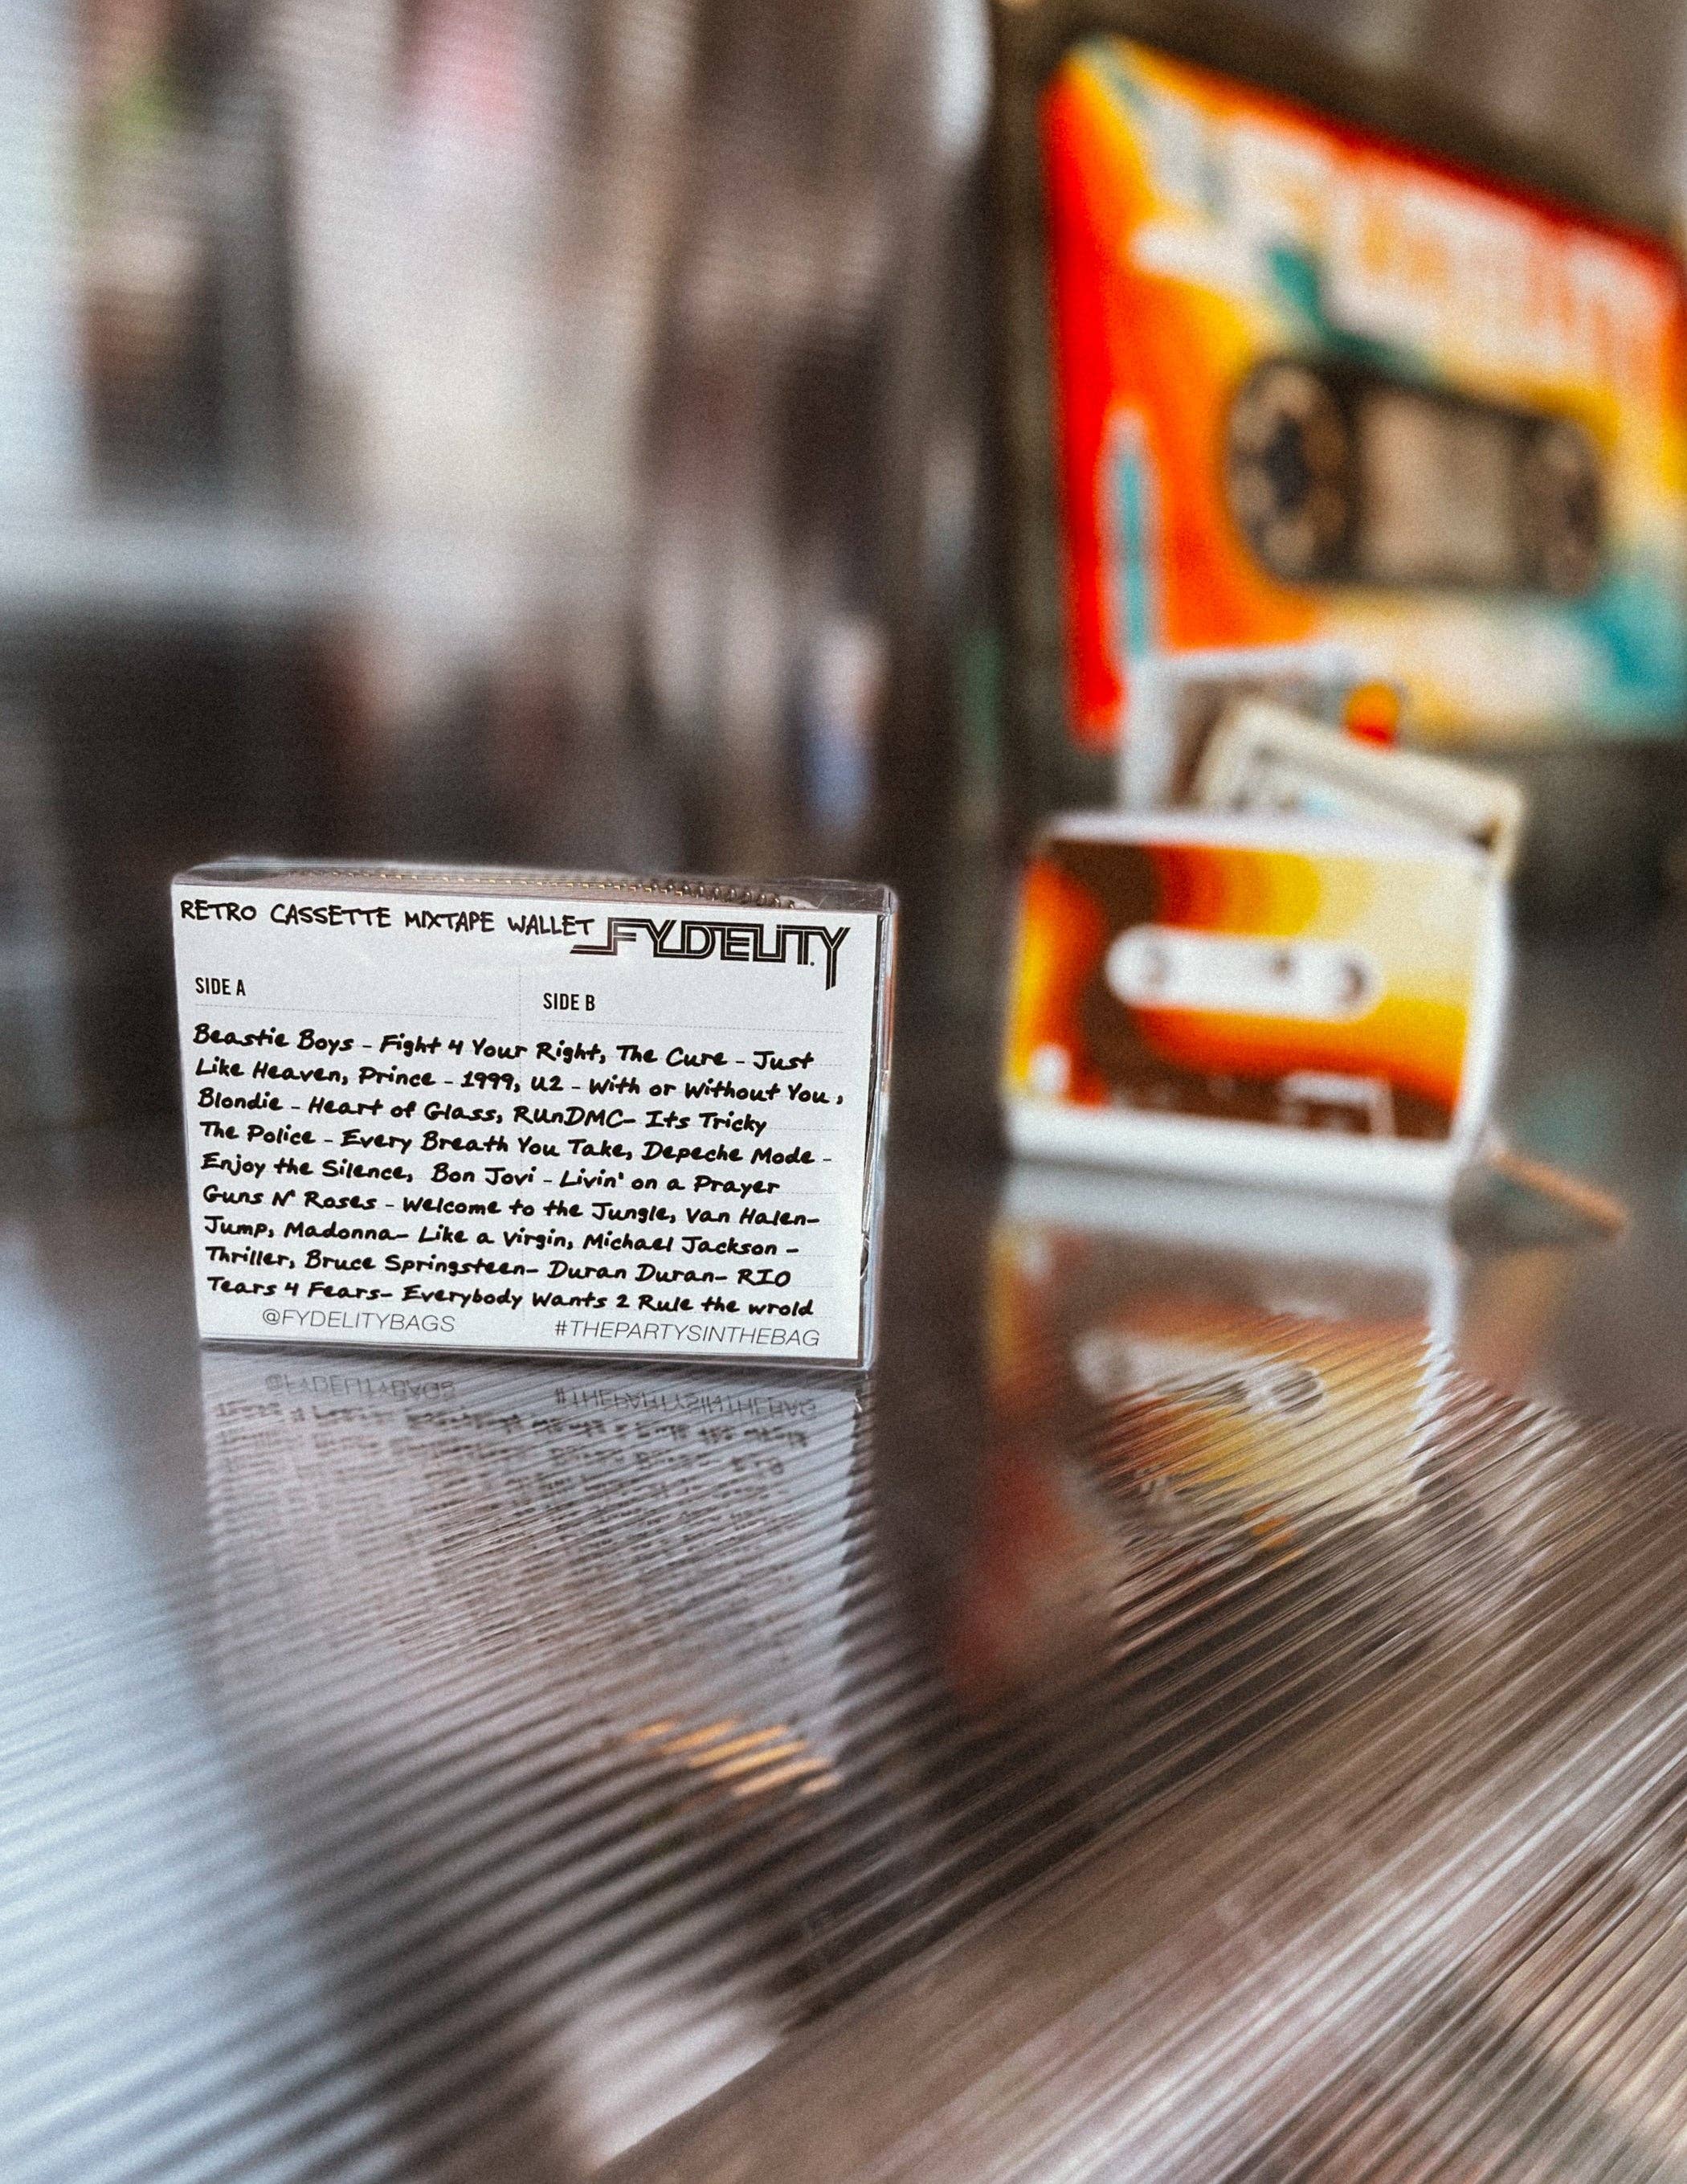 RETRO CASSETTE MIXTAPE WALLET FYDELITY
SIDE A SIDE B
Beastie Boys - Fight 4 Your Right, The Cure - Just
Like Heaven, Prince - 1999, U2 - With or Without You,
Blondie - Heart of Glass, RUnDMC- Its Tricky
The Police - Every Breath You Take, Depeche Mode -
Enjoy the Silence, Bon Jovi - Livin' on a Prayer
Guns N' Roses - Welcome to the Jungle, Van Halen-
Jump, Madonna- Like a Virgin, Michael Jackson -
Thriller, Bruce Springsteen- Duran Duran- RIO
Tears 4 Fears- Everybody Wants 2 Rule the wrold
@FYDELITYBAGS #THEPARTYSINTHEBAG